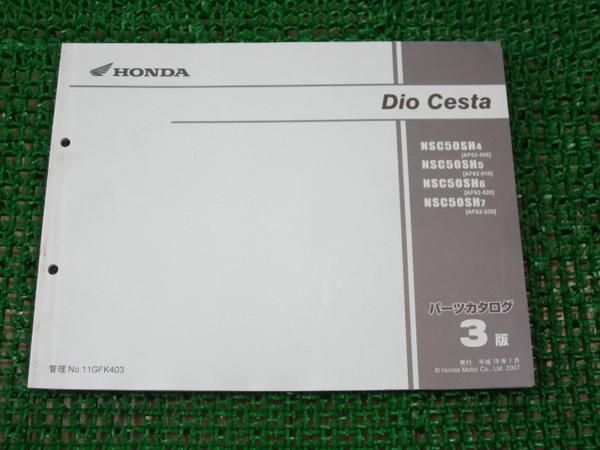 HONDA
Dio Cesta
NSC50SH4
[AF62-500]
NSC50SH5
[AF62-510]
NSC50SH6
[AF62-520]
NSC50SH7
[AF62-530]
パーツカタログ
3版
発行 平成19年1月
© Honda Motor Co., Ltd. 2007
管理 No.11GFK403